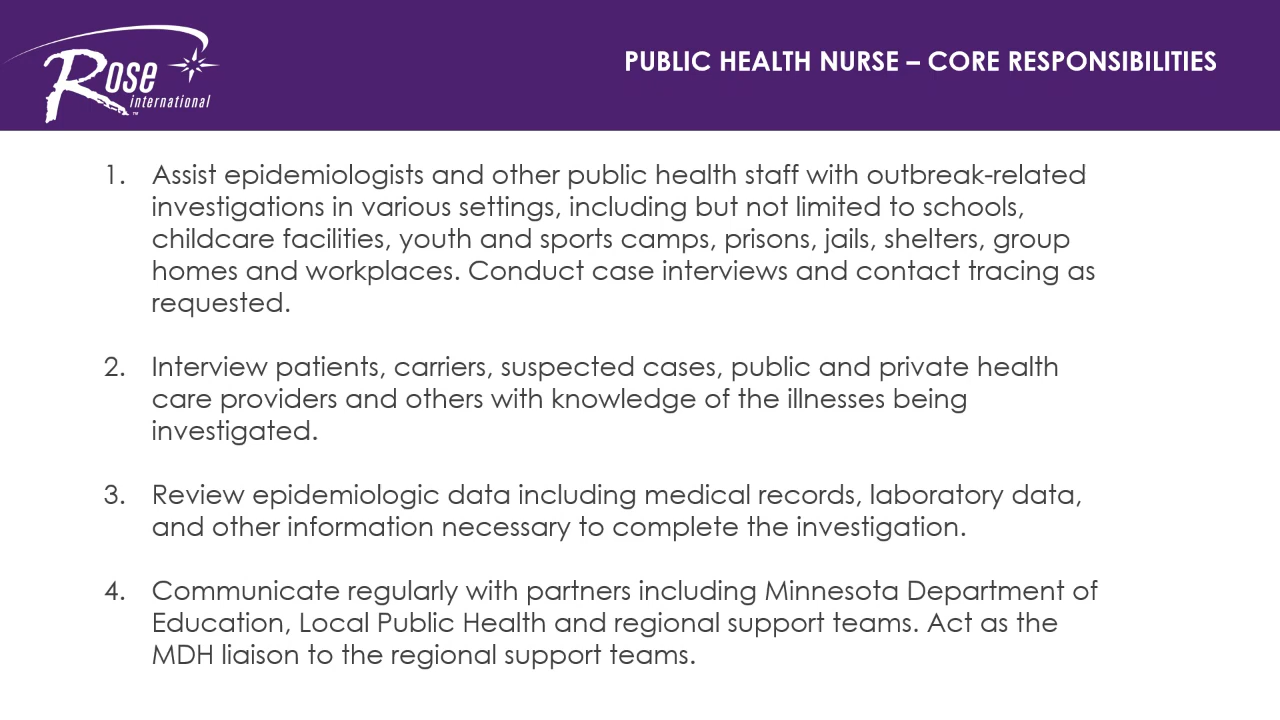 Rose
international
™
PUBLIC HEALTH NURSE – CORE RESPONSIBILITIES
1. Assist epidemiologists and other public health staff with outbreak-related
investigations in various settings, including but not limited to schools,
childcare facilities, youth and sports camps, prisons, jails, shelters, group
homes and workplaces. Conduct case interviews and contact tracing as
requested.
2. Interview patients, carriers, suspected cases, public and private health
care providers and others with knowledge of the illnesses being
investigated.
3. Review epidemiologic data including medical records, laboratory data,
and other information necessary to complete the investigation.
4. Communicate regularly with partners including Minnesota Department of
Education, Local Public Health and regional support teams. Act as the
MDH liaison to the regional support teams.